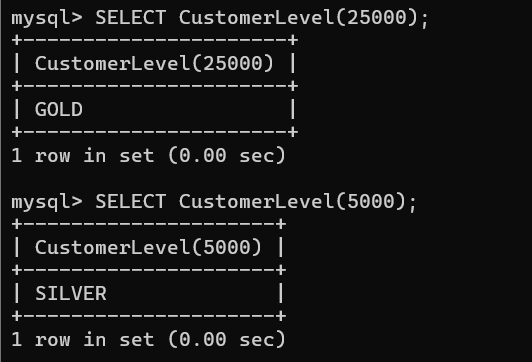 mysql> SELECT CustomerLevel(25000);
+----------------------+
| CustomerLevel(25000) |
+----------------------+
| GOLD                 |
+----------------------+
1 row in set (0.00 sec)

mysql> SELECT CustomerLevel(5000);
+---------------------+
| CustomerLevel(5000) |
+---------------------+
| SILVER              |
+---------------------+
1 row in set (0.00 sec)